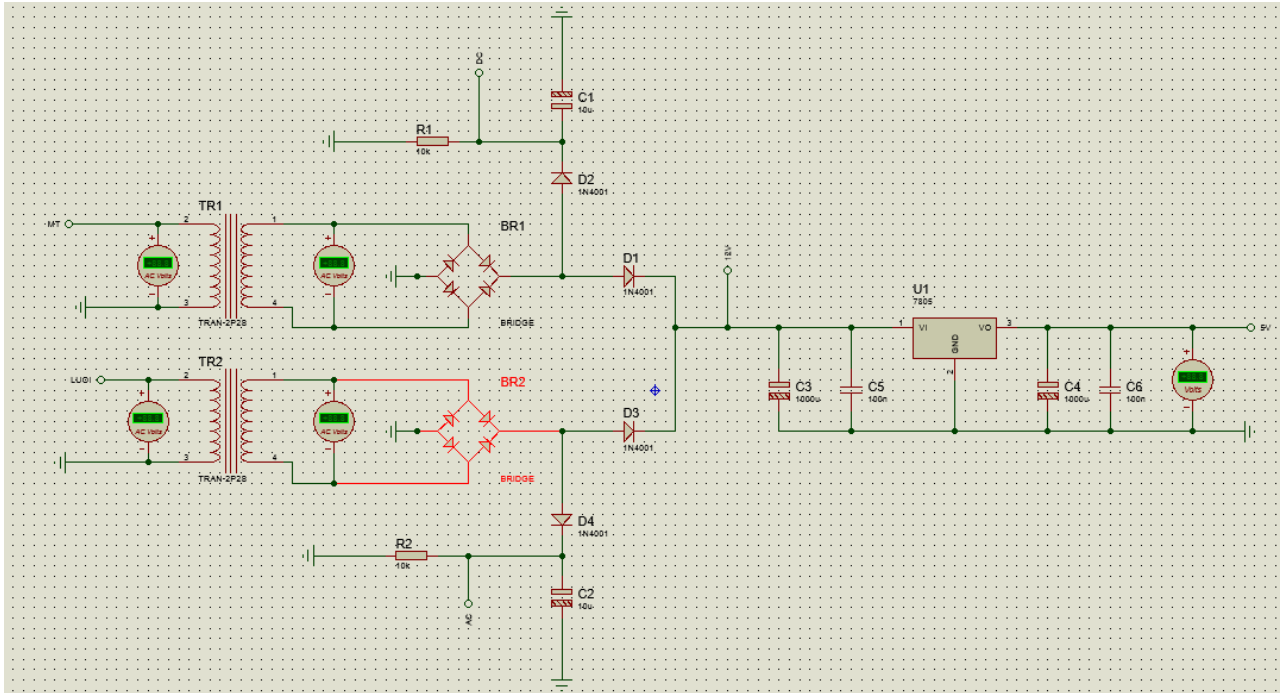 DC
C1
10u
R1
10k
D2
1N4001
TR1
MT
2
1
BR1
+
AC Volts
+
AC Volts
D1
1N4001
12V
U1
7805
3
4
TRAN-2P2S
BRIDGE
1
VI
VO
3
5V
GND
2
TR2
LUOI
2
1
BR2
+
AC Volts
+
AC Volts
D3
1N4001
C3
1000u
C5
100n
C4
1000u
C6
100n
+
Volts
3
4
TRAN-2P2S
BRIDGE
D4
1N4001
R2
10k
C2
10u
AC